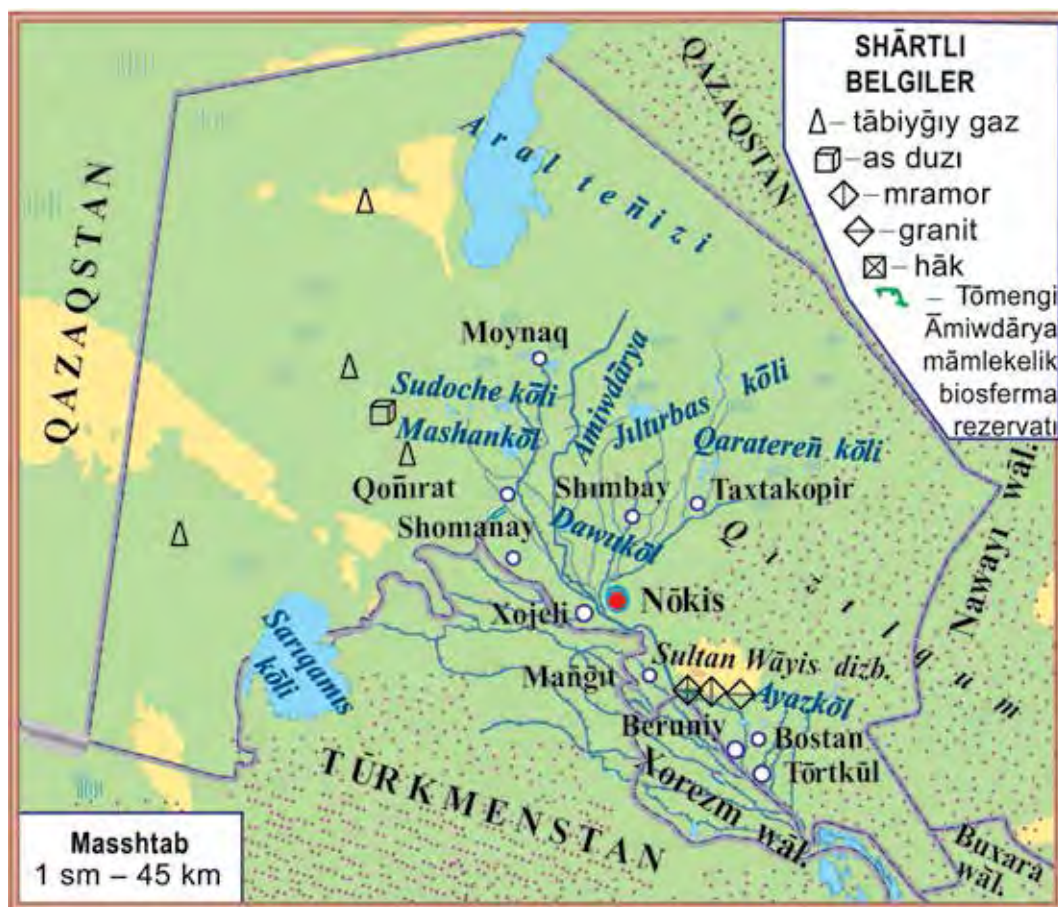 SHĀRTLI
BELGILER
– tābiyğıy gaz
– as duzı
– mramor
– granit
– hāk
– Tōmengi
Āmiwdārya
māmlekelik
biosferma
rezervatı
QAZAQSTAN
QAZAQSTAN
Aral teñizi
Moynaq
Sudoche kōli
Mashankōl
Āmiwdārya
Jıltırbas kōli
Qaratereñ kōli
Qoñırat
Shımbay
Taxtakopir
Shomanay
Dawıtkōl
Qızılqum
Nawayı wāl.
Nōkis
Xojeli
Sarıqamıs
kōli
Sultan Wāyis dizb.
Mañğıt
Ayazkōl
Beruniy
Bostan
Tōrtkūl
Xorezm wāl.
TŪRKMENSTAN
Buxara
wāl.
Masshtab
1 sm – 45 km